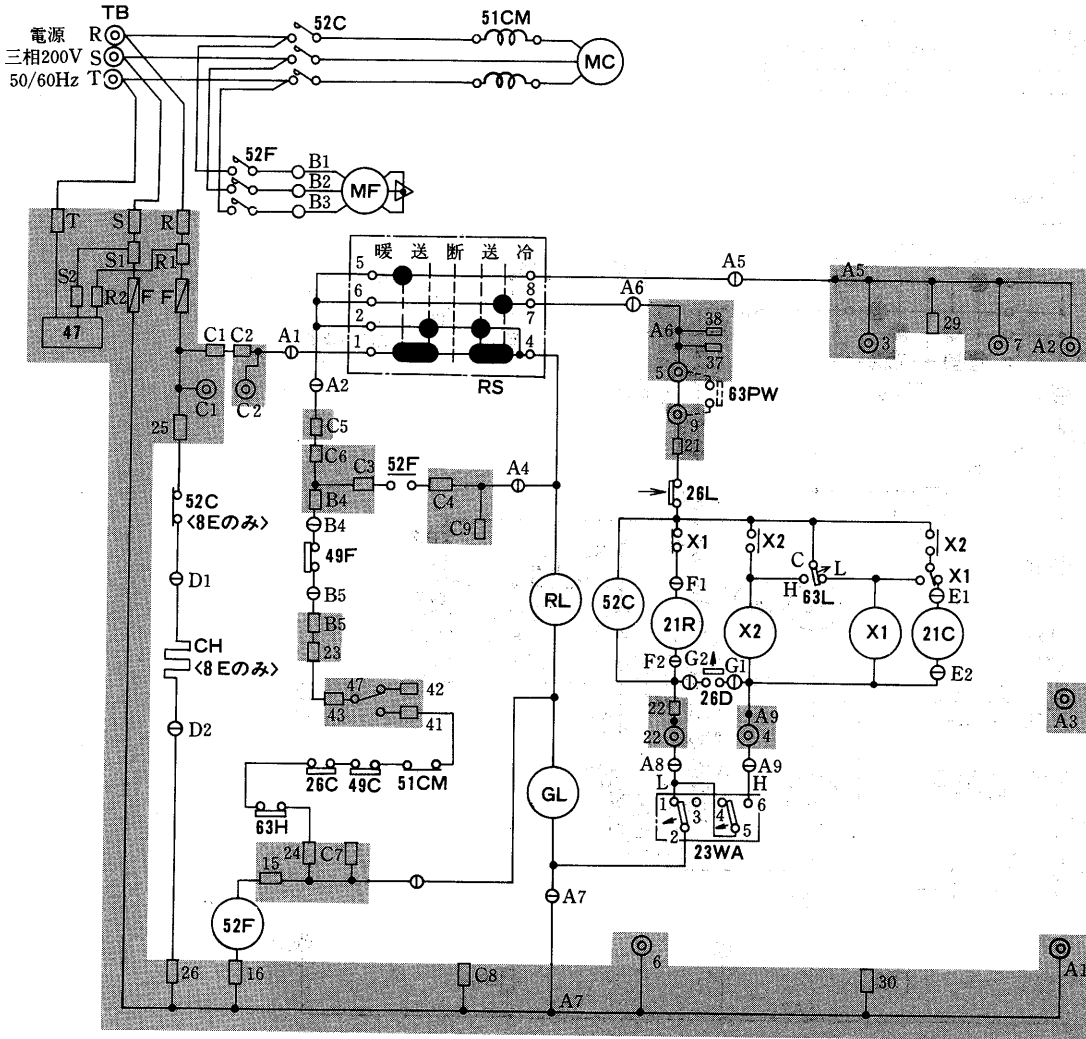 TB
電源
三相200V
50/60Hz
R
S
T
52C
51CM
MC
52F
B1
B2
B3
MF
T
S
R
S1
R1
S2
R2
F
F
47
暖 送 断 送 冷
5
6
2
1
8
7
4
RS
A5
A6
A5
3
29
7
A2
C1
C2
A1
C1
C2
A2
A6
38
37
5
63PW
9
21
25
C5
C6
C3
52F
C4
A4
C9
B4
B4
49F
B5
B5
23
52C
<8Eのみ>
D1
CH
<8Eのみ>
D2
26L
X1
X2
X2
C
L
H
63L
X1
F1
E1
52C
21R
X2
X1
21C
RL
F2
G2
G1
26D
E2
47
43
42
41
22
22
A9
4
A3
26C
49C
51CM
A8
A9
L
H
1
2
3
4
5
6
23WA
GL
63H
24
C7
15
52F
A7
26
16
C8
A7
6
30
A1